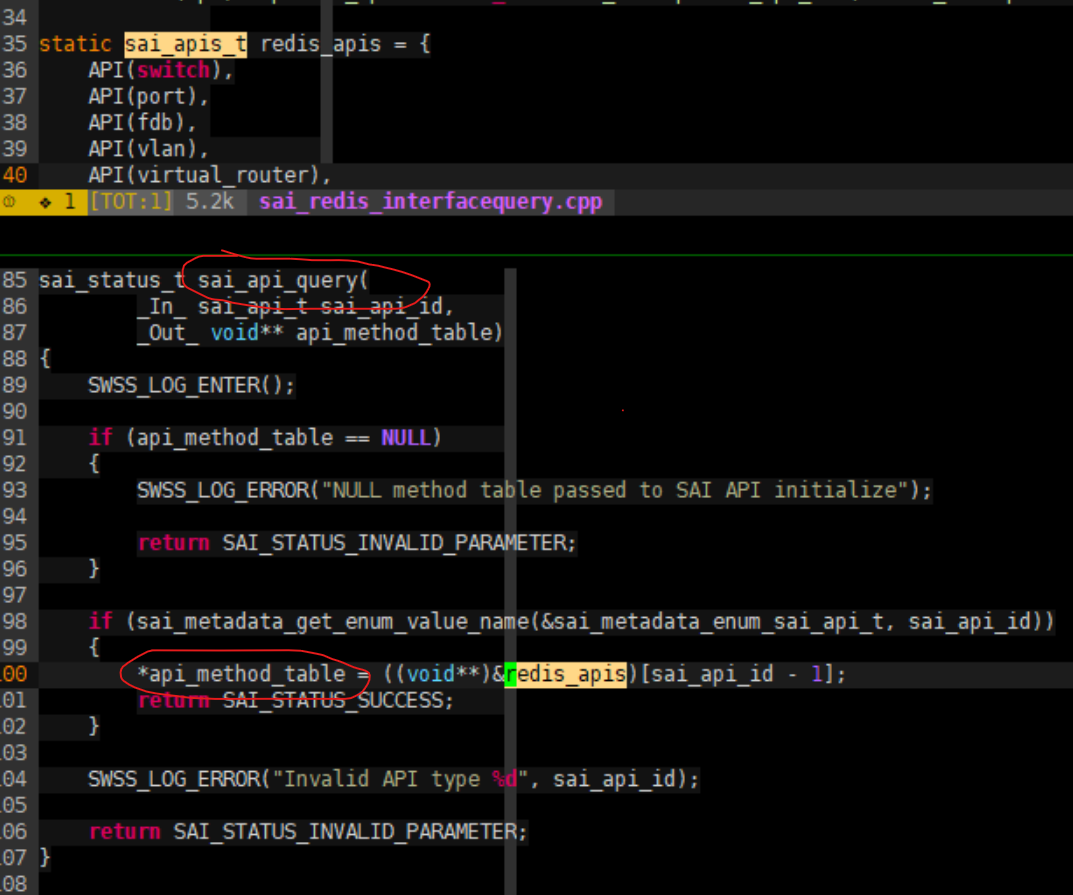 34
35 static sai_apis_t redis_apis = {
36     API(switch),
37     API(port),
38     API(fdb),
39     API(vlan),
40     API(virtual_router),
1 [TOT:1] 5.2k sai_redis_interfacequery.cpp
85 sai_status_t sai_api_query(
86         _In_ sai_api_t sai_api_id,
87         _Out_ void** api_method_table)
88 {
89     SWSS_LOG_ENTER();
90
91     if (api_method_table == NULL)
92     {
93         SWSS_LOG_ERROR("NULL method table passed to SAI API initialize");
94
95         return SAI_STATUS_INVALID_PARAMETER;
96     }
97
98     if (sai_metadata_get_enum_value_name(&sai_metadata_enum_sai_api_t, sai_api_id))
99     {
00         *api_method_table = ((void**)&redis_apis)[sai_api_id - 1];
01         return SAI_STATUS_SUCCESS;
02     }
03
04     SWSS_LOG_ERROR("Invalid API type %d", sai_api_id);
05
06     return SAI_STATUS_INVALID_PARAMETER;
07 }
08